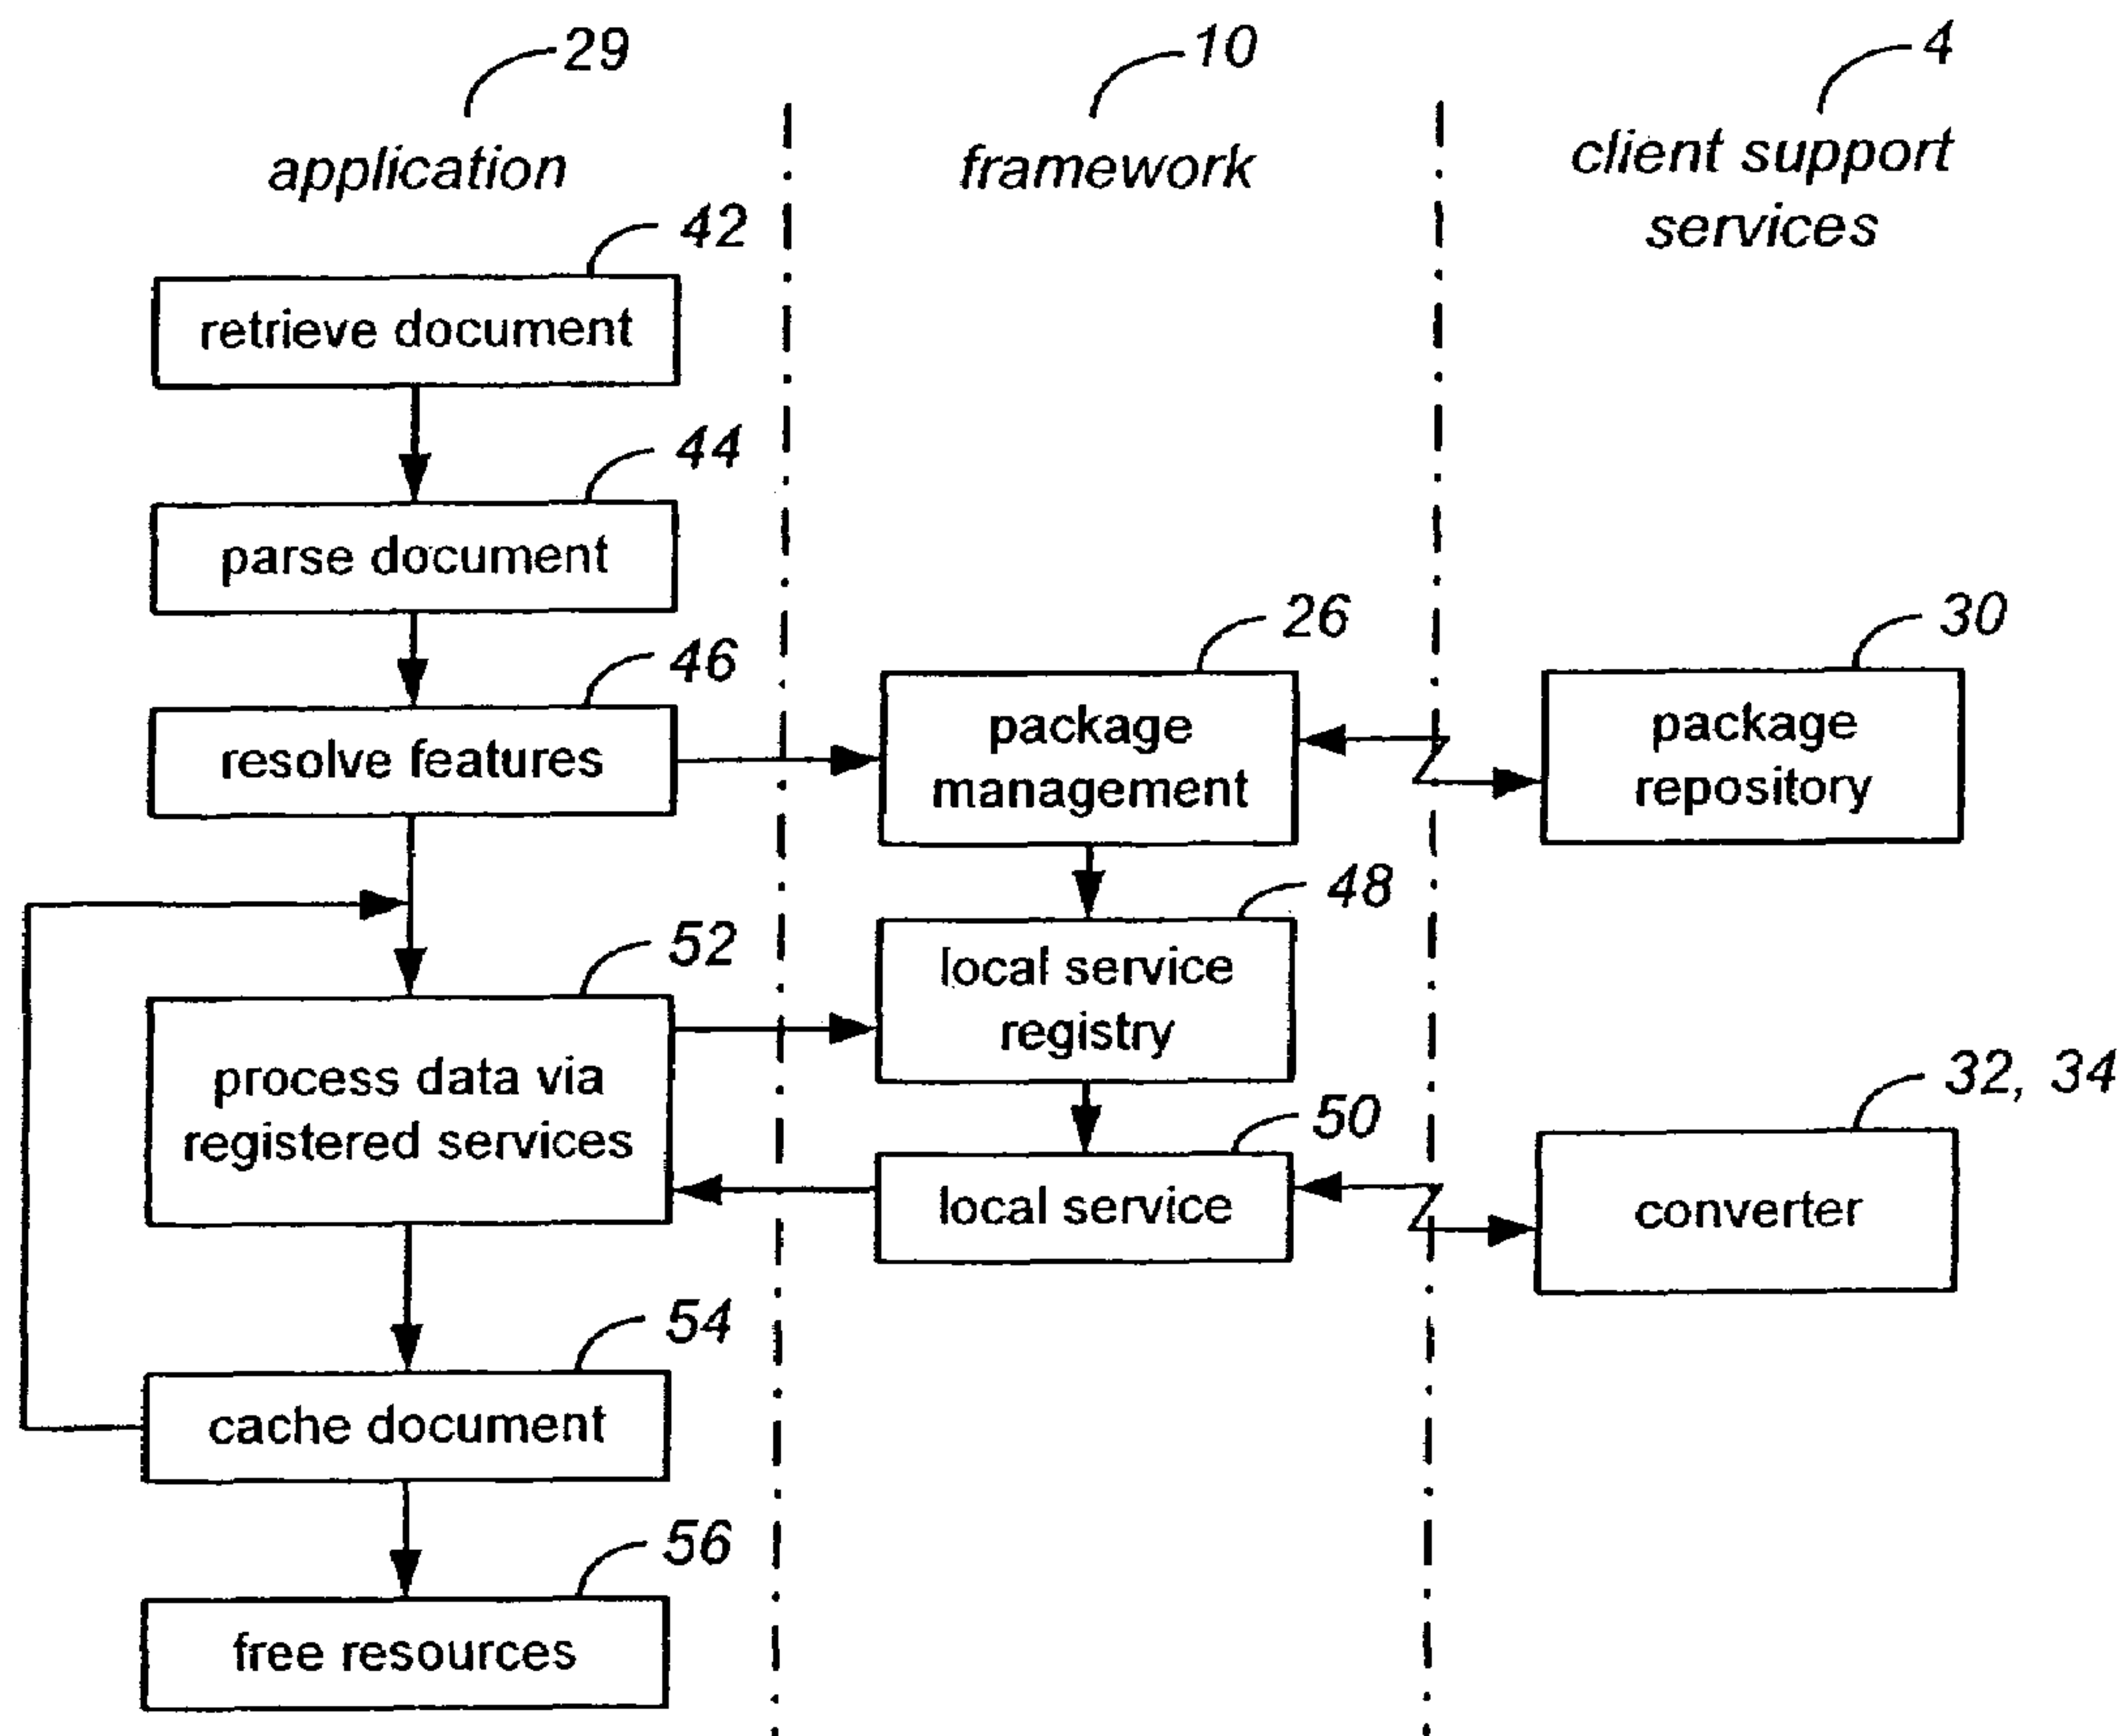 29
10
4
application
framework
client support
services
42
retrieve document
44
parse document
46
resolve features
26
package
management
30
package
repository
48
local service
registry
52
process data via
registered services
50
local service
32, 34
converter
54
cache document
56
free resources